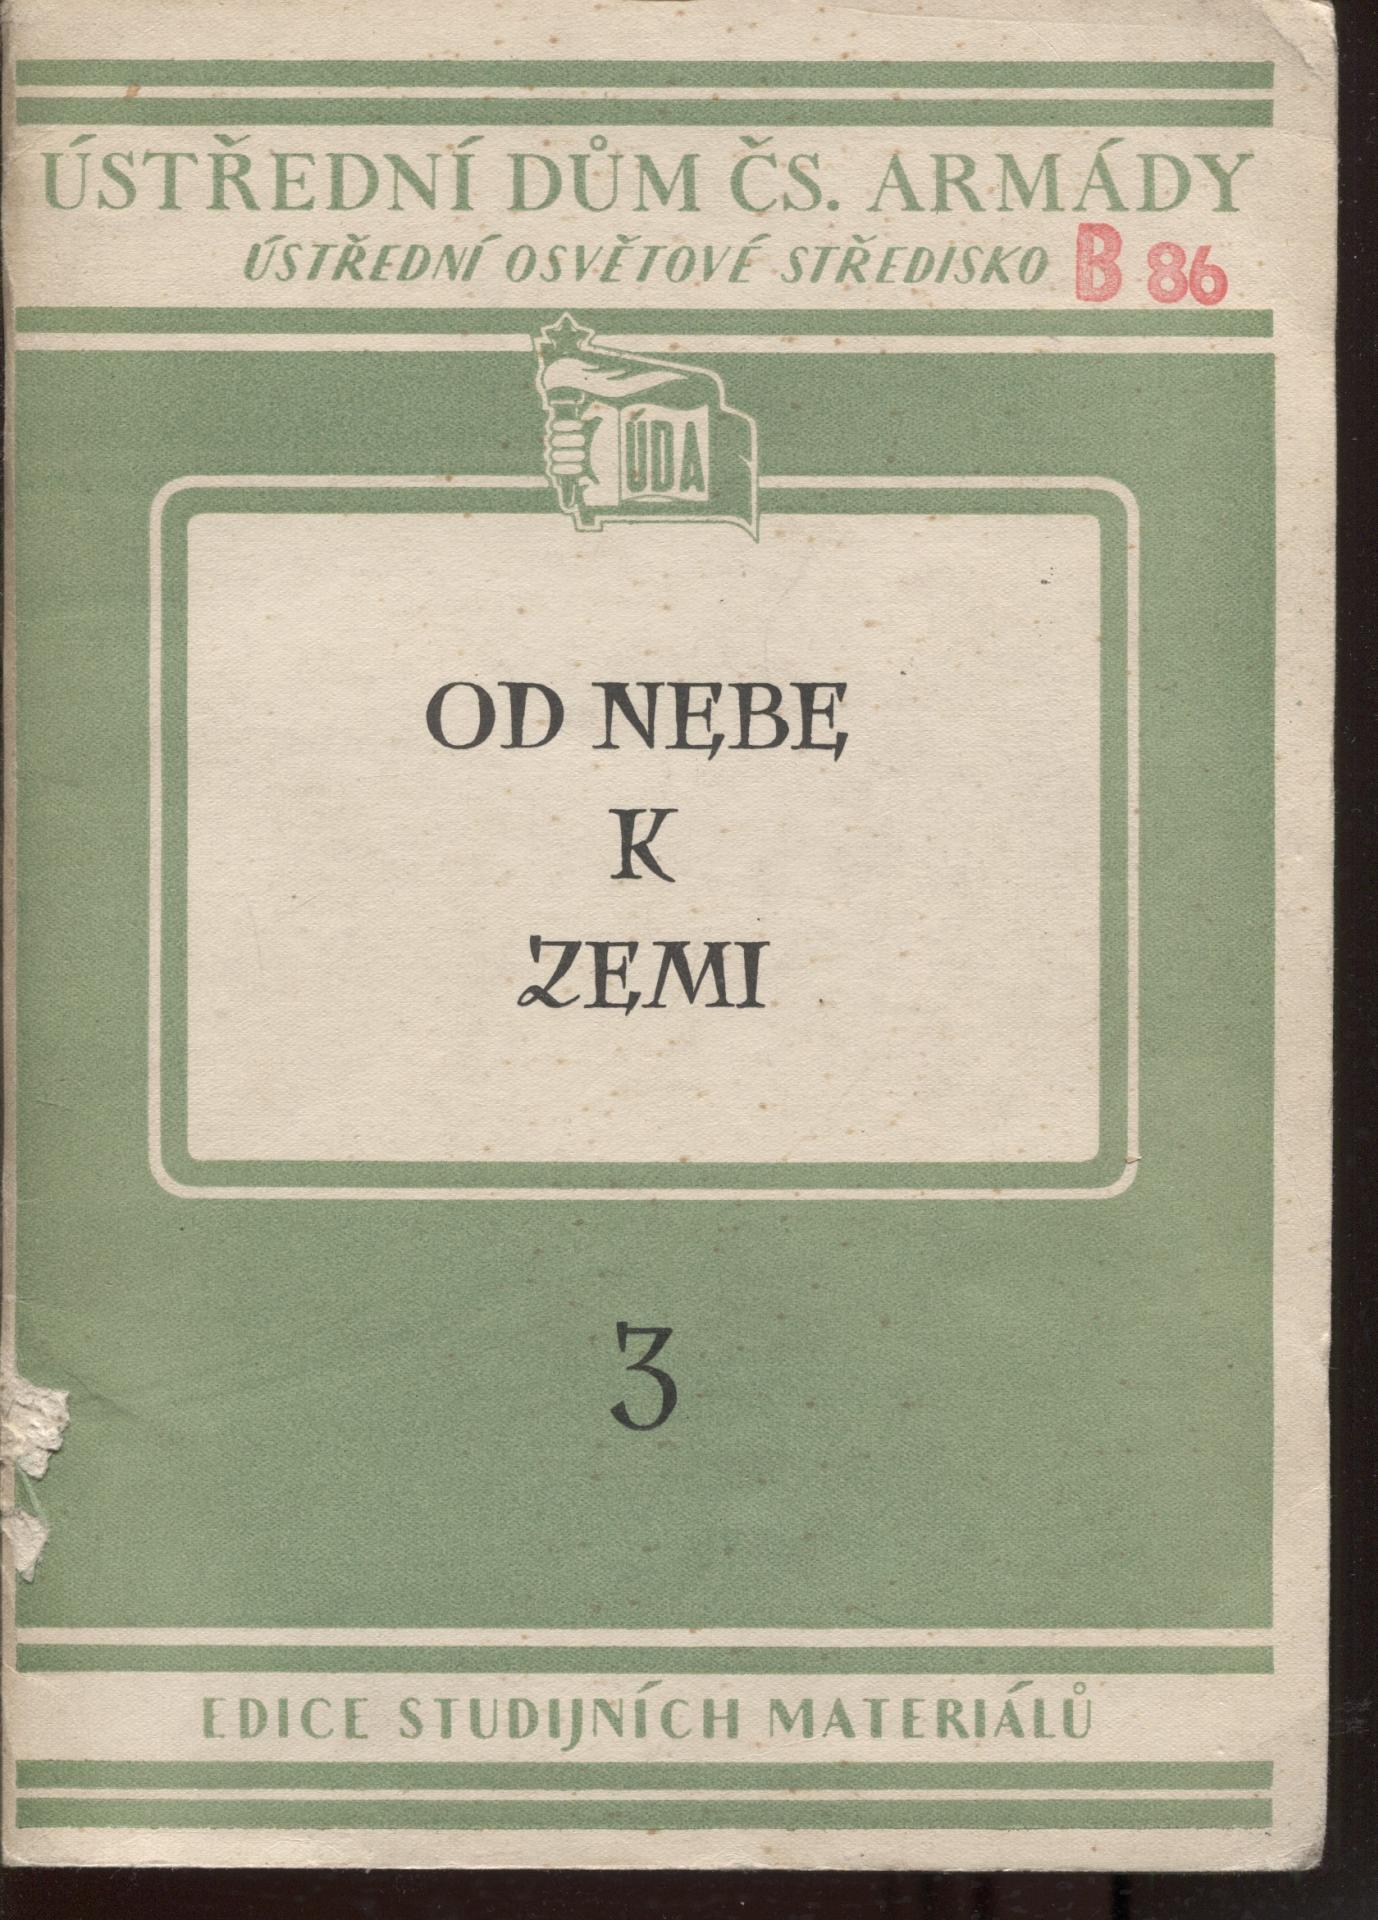 ÚSTŘEDNÍ DŮM ČS. ARMÁDY
ÚSTŘEDNÍ OSVĚTOVÉ STŘEDISKO B 86
ÚDA
OD NEBE
K
ZEMI
3
EDICE STUDIJNÍCH MATERIÁLŮ